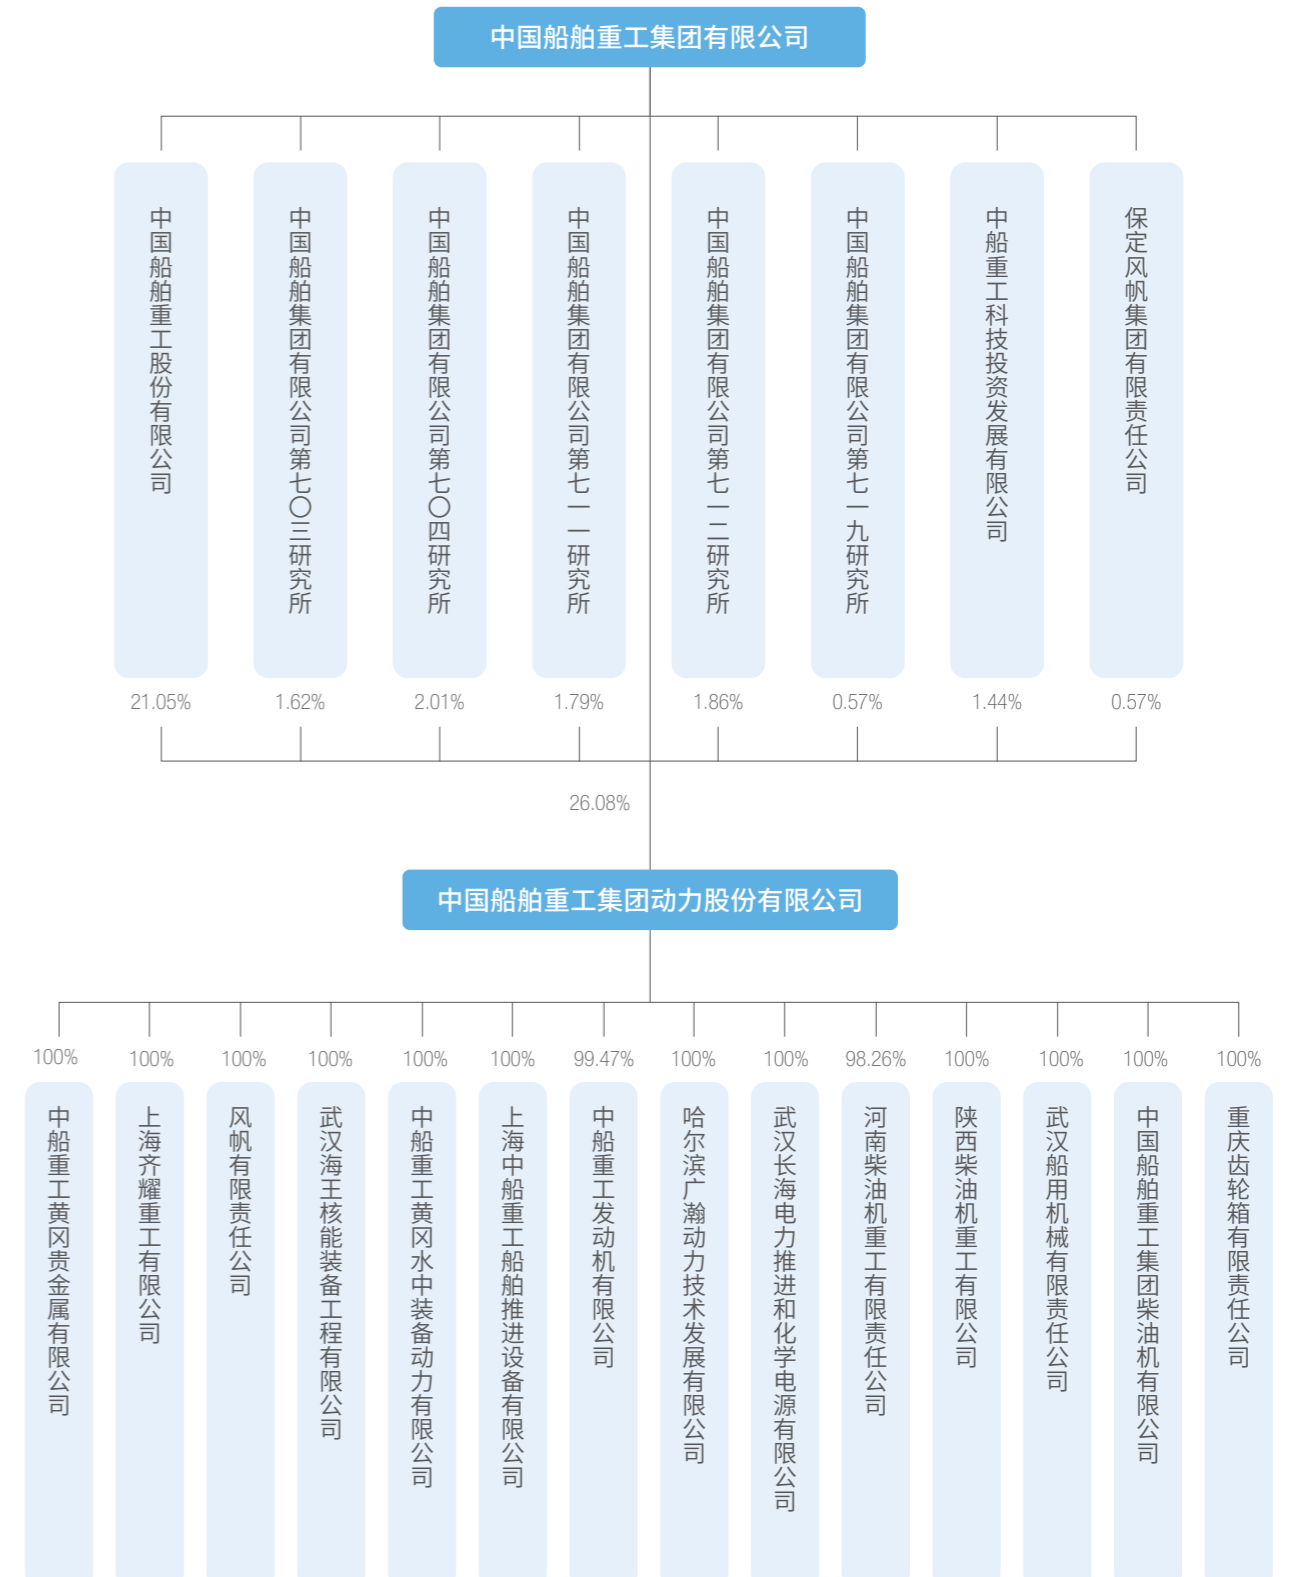 中国船舶重工集团有限公司
中国船舶重工股份有限公司
中国船舶集团有限公司第七〇三研究所
中国船舶集团有限公司第七〇四研究所
中国船舶集团有限公司第七一一研究所
中国船舶集团有限公司第七一二研究所
中国船舶集团有限公司第七一九研究所
中船重工科技投资发展有限公司
保定风帆集团有限责任公司
21.05%
1.62%
2.01%
1.79%
1.86%
0.57%
1.44%
0.57%
26.08%
中国船舶重工集团动力股份有限公司
100%
100%
100%
100%
100%
100%
99.47%
100%
100%
98.26%
100%
100%
100%
100%
中船重工黄冈贵金属有限公司
上海齐耀重工有限公司
风帆有限责任公司
武汉海王核能装备工程有限公司
中船重工黄冈水中装备动力有限公司
上海中船重工船舶推进设备有限公司
中船重工发动机有限公司
哈尔滨广瀚动力技术发展有限公司
武汉长海电力推进和化学电源有限公司
河南柴油机重工有限责任公司
陕西柴油机重工有限公司
武汉船用机械有限责任公司
中国船舶重工集团柴油机有限公司
重庆齿轮箱有限责任公司